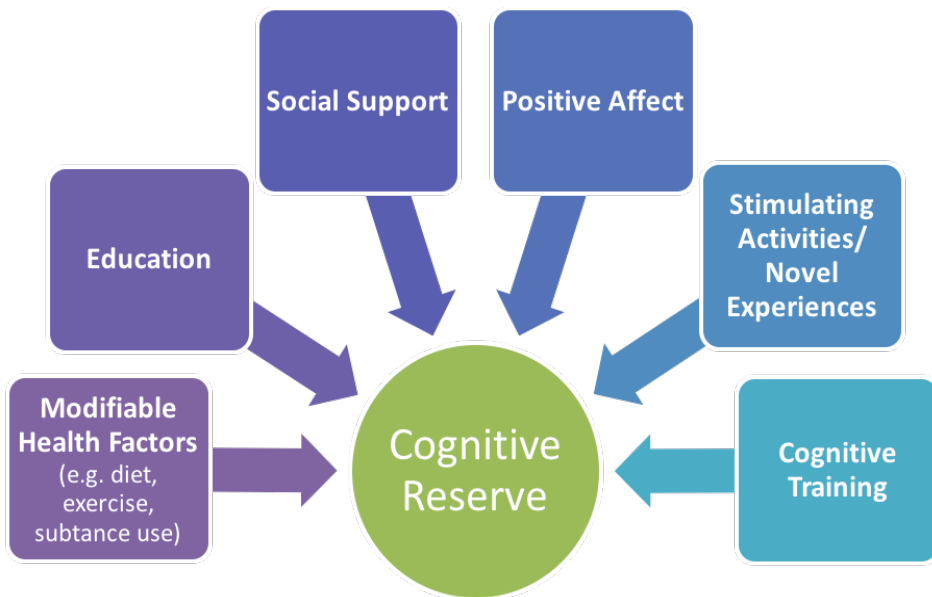 Social Support
Positive Affect
Education
Stimulating
Activities/
Novel
Experiences
Modifiable
Health Factors
(e.g. diet,
exercise,
subtance use)
Cognitive
Reserve
Cognitive
Training